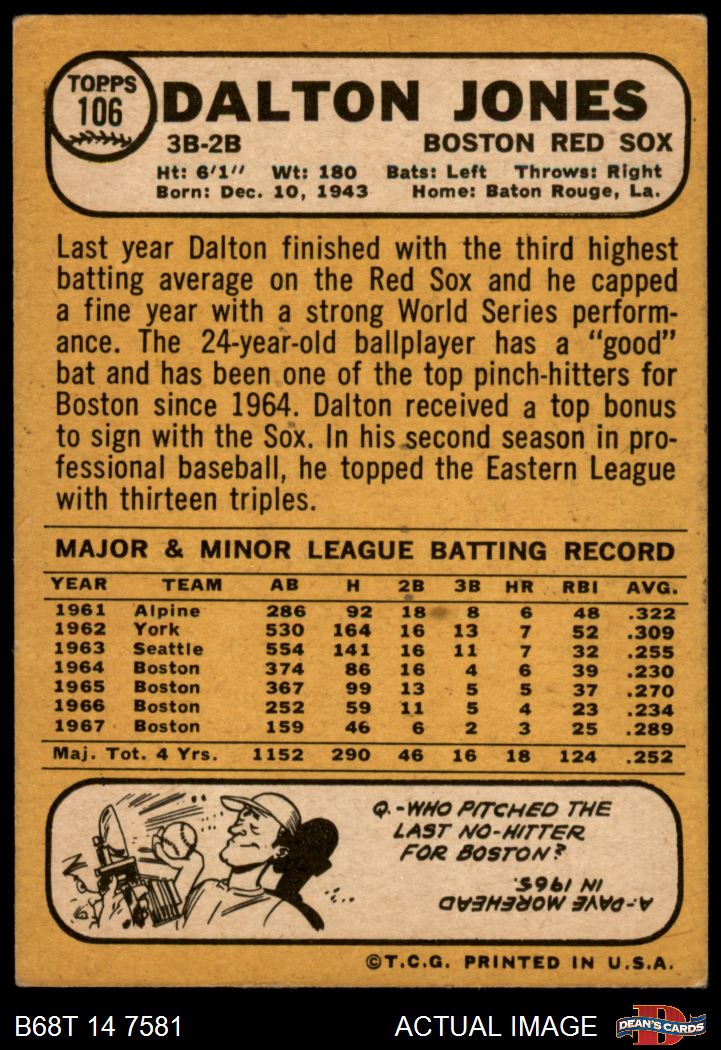 TOPPS
106
DALTON JONES
3B-2B BOSTON RED SOX
Ht: 6'1" Wt: 180 Bats: Left Throws: Right
Born: Dec. 10, 1943 Home: Baton Rouge, La.
Last year Dalton finished with the third highest
batting average on the Red Sox and he capped
a fine year with a strong World Series perform-
ance. The 24-year-old ballplayer has a "good"
bat and has been one of the top pinch-hitters for
Boston since 1964. Dalton received a top bonus
to sign with the Sox. In his second season in pro-
fessional baseball, he topped the Eastern League
with thirteen triples.
MAJOR & MINOR LEAGUE BATTING RECORD
YEAR TEAM AB H 2B 3B HR RBI AVG.
1961 Alpine 286 92 18 8 6 48 .322
1962 York 530 164 16 13 7 52 .309
1963 Seattle 554 141 16 11 7 32 .255
1964 Boston 374 86 16 4 6 39 .230
1965 Boston 367 99 13 5 5 37 .270
1966 Boston 252 59 11 5 4 23 .234
1967 Boston 159 46 6 2 3 25 .289
Maj. Tot. 4 Yrs. 1152 290 46 16 18 124 .252
Q.-WHO PITCHED THE
LAST NO-HITTER
FOR BOSTON?
A-DAVE MOREHEAD
IN 1965.
©T.C.G. PRINTED IN U.S.A.
B68T 14 7581 ACTUAL IMAGE DEAN'S CARDS